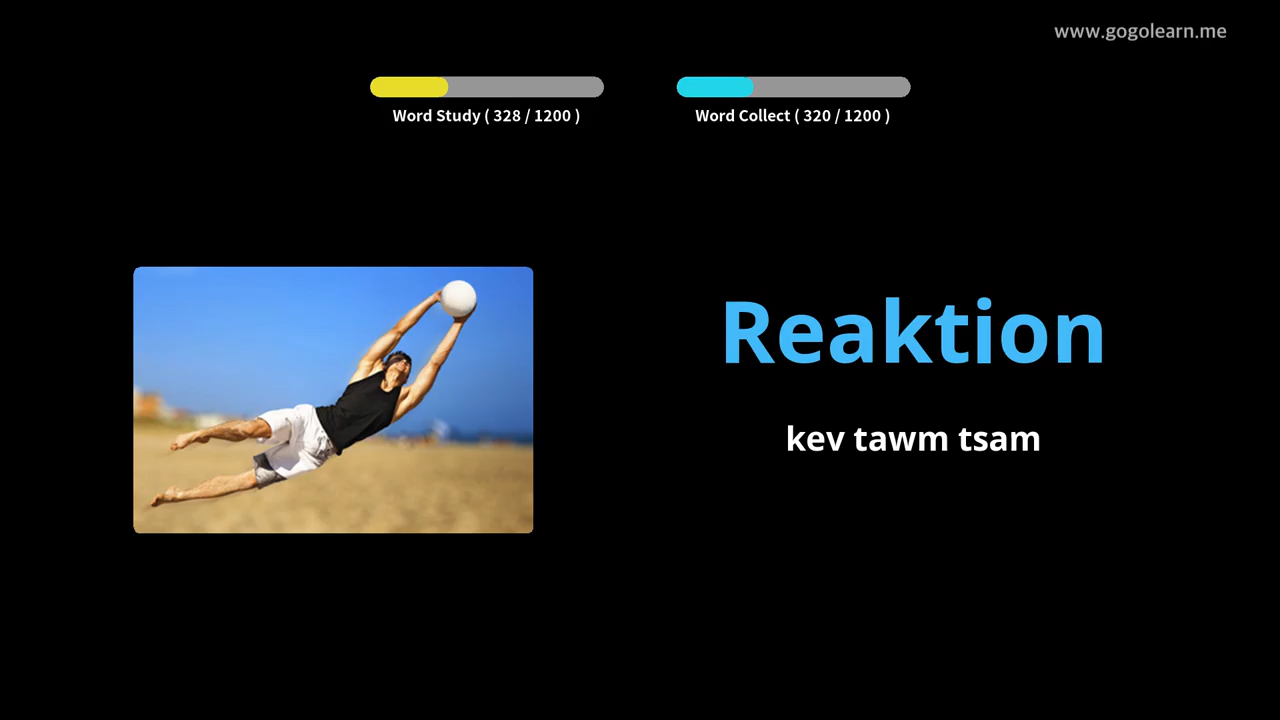 www.gogolearn.me
Word Study ( 328 / 1200 )
Word Collect ( 320 / 1200 )
Reaktion
kev tawm tsam